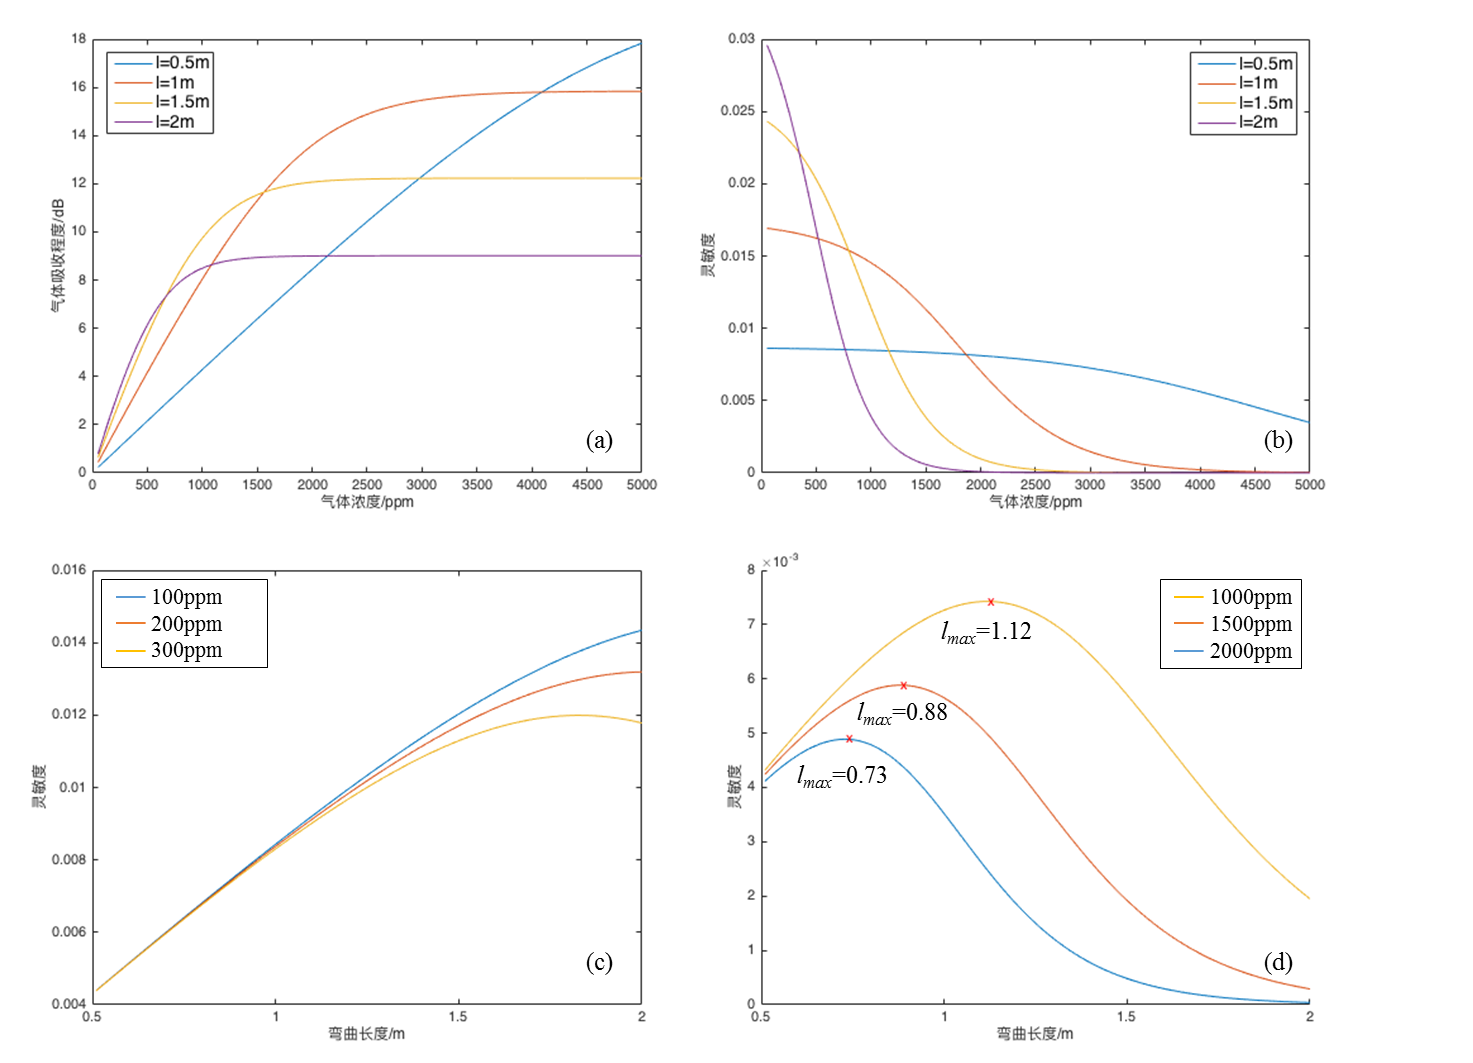 18
16
14
12
10
8
6
4
2
0
气体吸收程度/dB
l=0.5m
l=1m
l=1.5m
l=2m
(a)
0 500 1000 1500 2000 2500 3000 3500 4000 4500 5000
气体浓度/ppm
0.03
0.025
0.02
0.015
0.01
0.005
0
灵敏度
l=0.5m
l=1m
l=1.5m
l=2m
(b)
0 500 1000 1500 2000 2500 3000 3500 4000 4500 5000
气体浓度/ppm
0.016
0.014
0.012
0.01
0.008
0.006
0.004
灵敏度
100ppm
200ppm
300ppm
(c)
0.5 1 1.5 2
弯曲长度/m
×10⁻³
8
7
6
5
4
3
2
1
0
灵敏度
1000ppm
1500ppm
2000ppm
lmax=1.12
lmax=0.88
lmax=0.73
(d)
0.5 1 1.5 2
弯曲长度/m